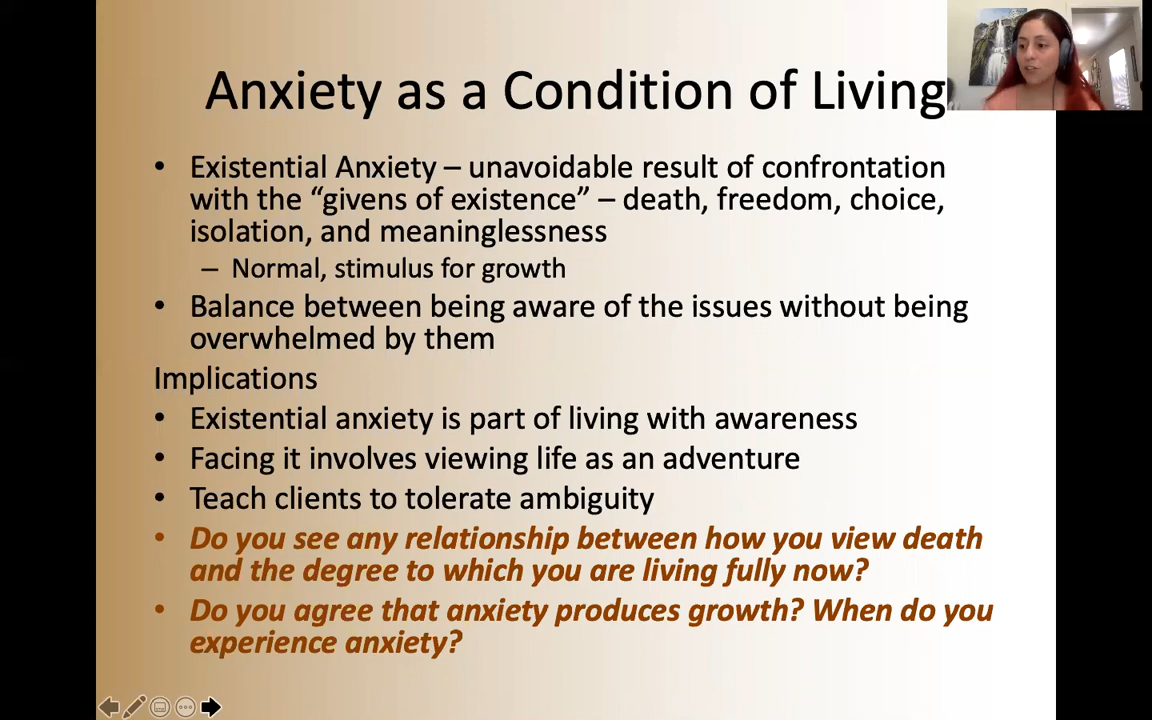 Anxiety as a Condition of Living
• Existential Anxiety – unavoidable result of confrontation
with the “givens of existence” – death, freedom, choice,
isolation, and meaninglessness
– Normal, stimulus for growth
• Balance between being aware of the issues without being
overwhelmed by them
Implications
• Existential anxiety is part of living with awareness
• Facing it involves viewing life as an adventure
• Teach clients to tolerate ambiguity
• Do you see any relationship between how you view death
and the degree to which you are living fully now?
• Do you agree that anxiety produces growth? When do you
experience anxiety?